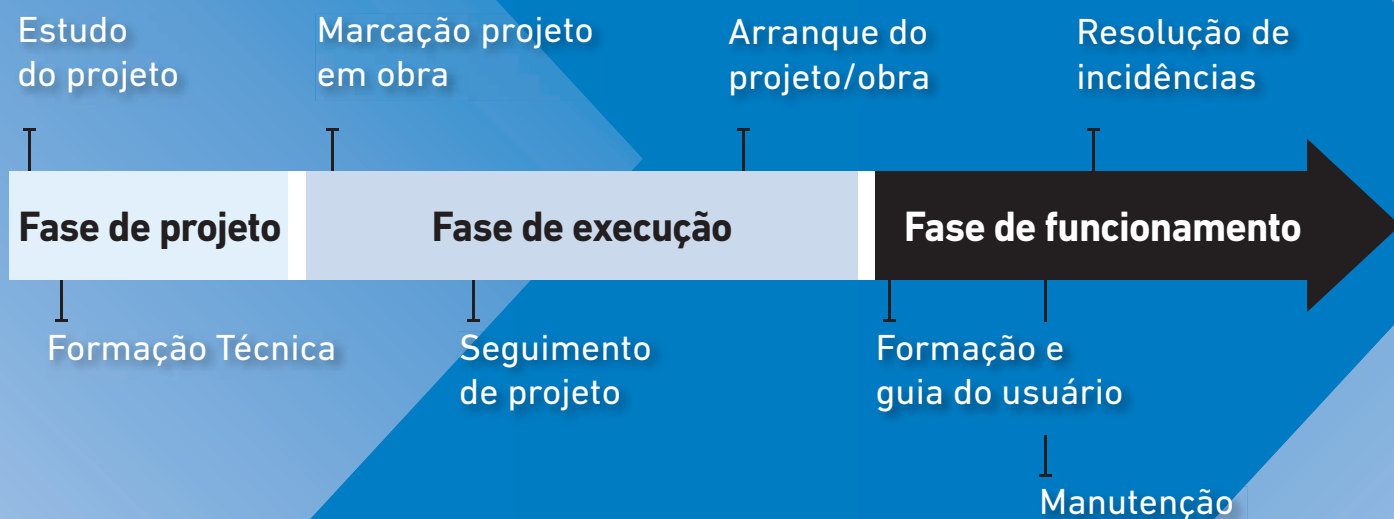 Estudo
do projeto
Marcação projeto
em obra
Arranque do
projeto/obra
Resolução de
incidências
Fase de projeto
Fase de execução
Fase de funcionamento
Formação Técnica
Seguimento
de projeto
Formação e
guia do usuário
Manutenção